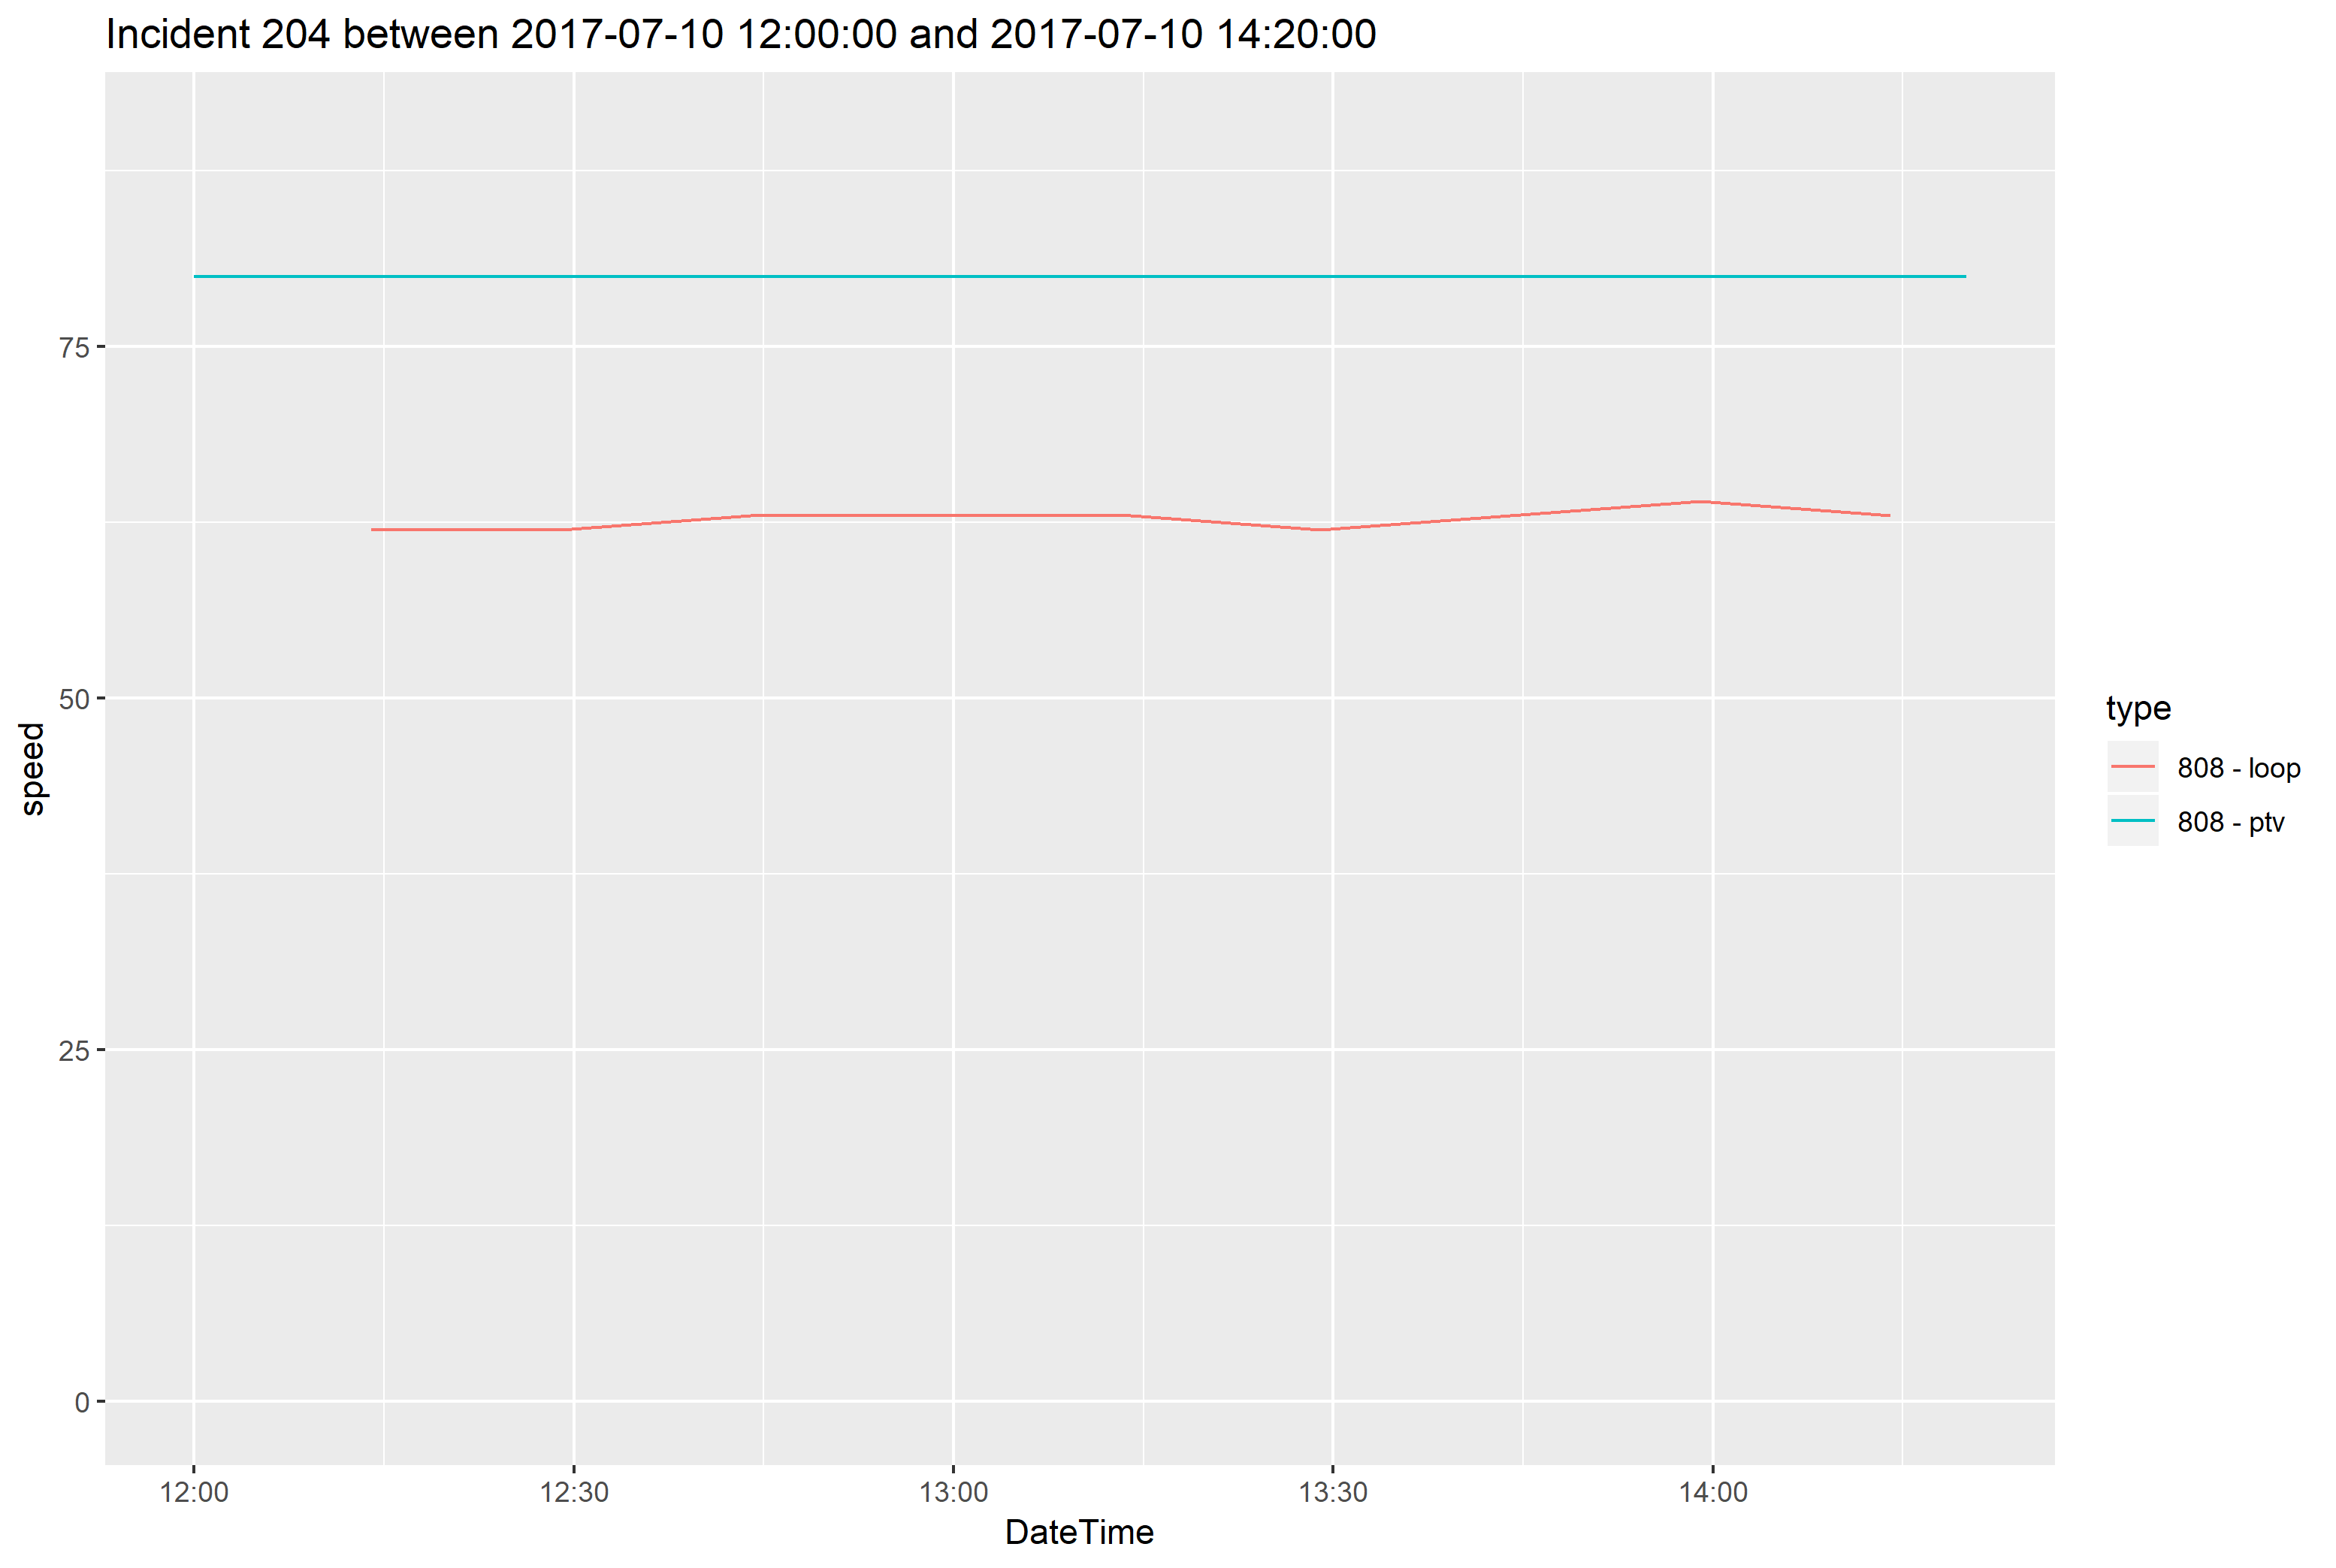 Incident 204 between 2017-07-10 12:00:00 and 2017-07-10 14:20:00
75
50
25
0
speed
12:00
12:30
13:00
13:30
14:00
DateTime
type
808 - loop
808 - ptv